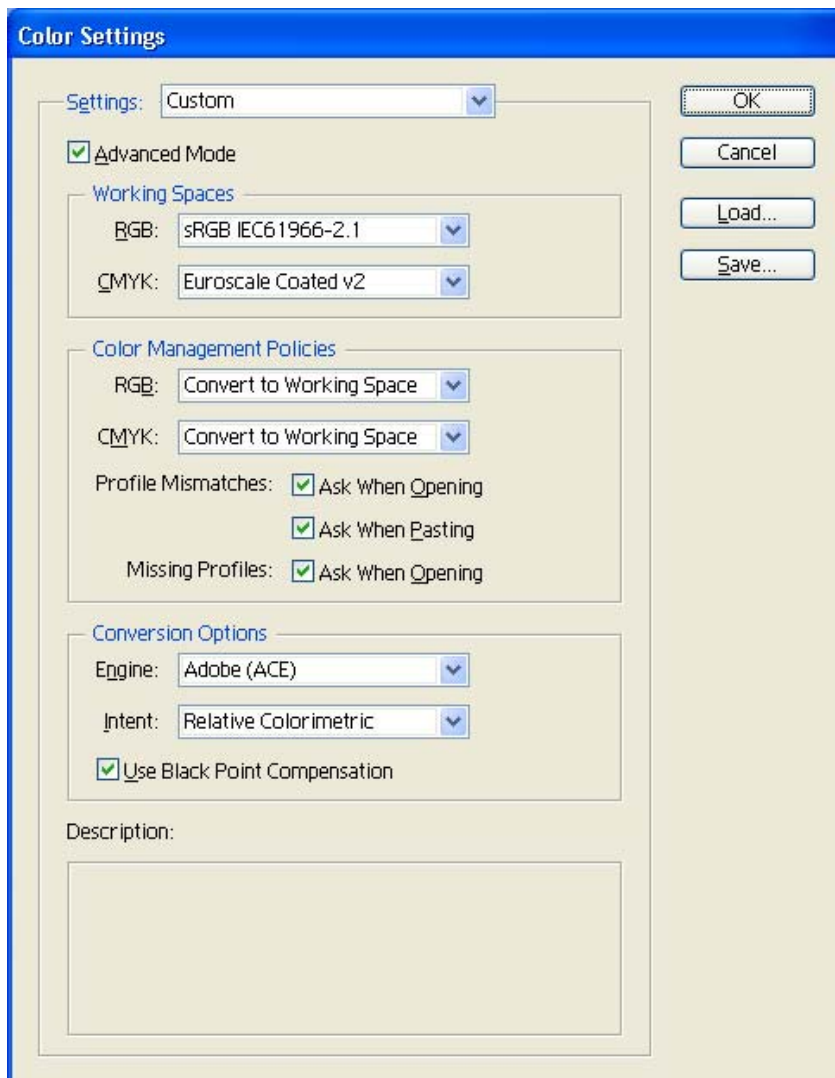 Color Settings
Settings: Custom
OK
Advanced Mode
Cancel
Working Spaces
RGB: sRGB IEC61966-2.1
Load...
CMYK: Euroscale Coated v2
Save...
Color Management Policies
RGB: Convert to Working Space
CMYK: Convert to Working Space
Profile Mismatches: Ask When Opening
Ask When Pasting
Missing Profiles: Ask When Opening
Conversion Options
Engine: Adobe (ACE)
Intent: Relative Colorimetric
Use Black Point Compensation
Description: